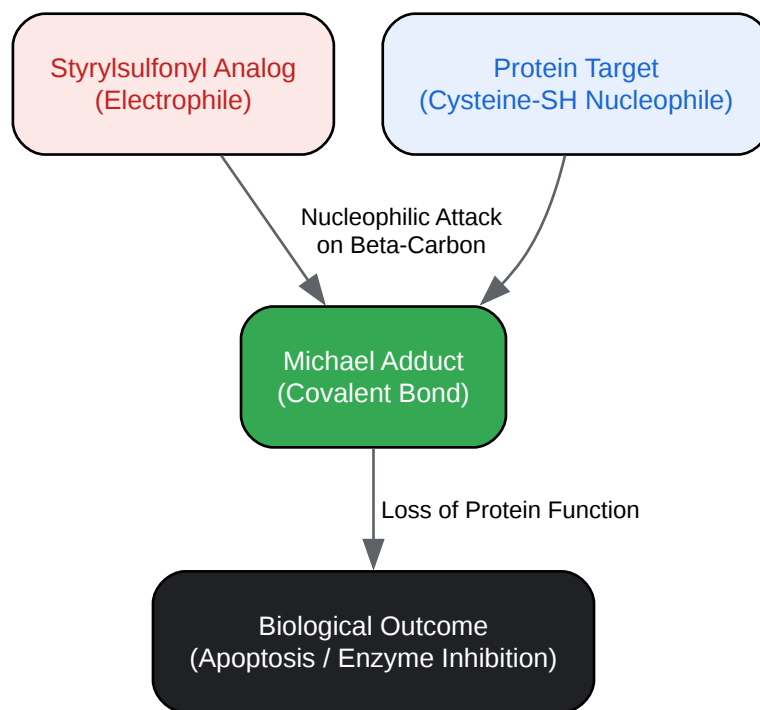 Styrylsulfonyl Analog
(Electrophile)
Protein Target
(Cysteine-SH Nucleophile)
Nucleophilic Attack
on Beta-Carbon
Michael Adduct
(Covalent Bond)
Loss of Protein Function
Biological Outcome
(Apoptosis / Enzyme Inhibition)